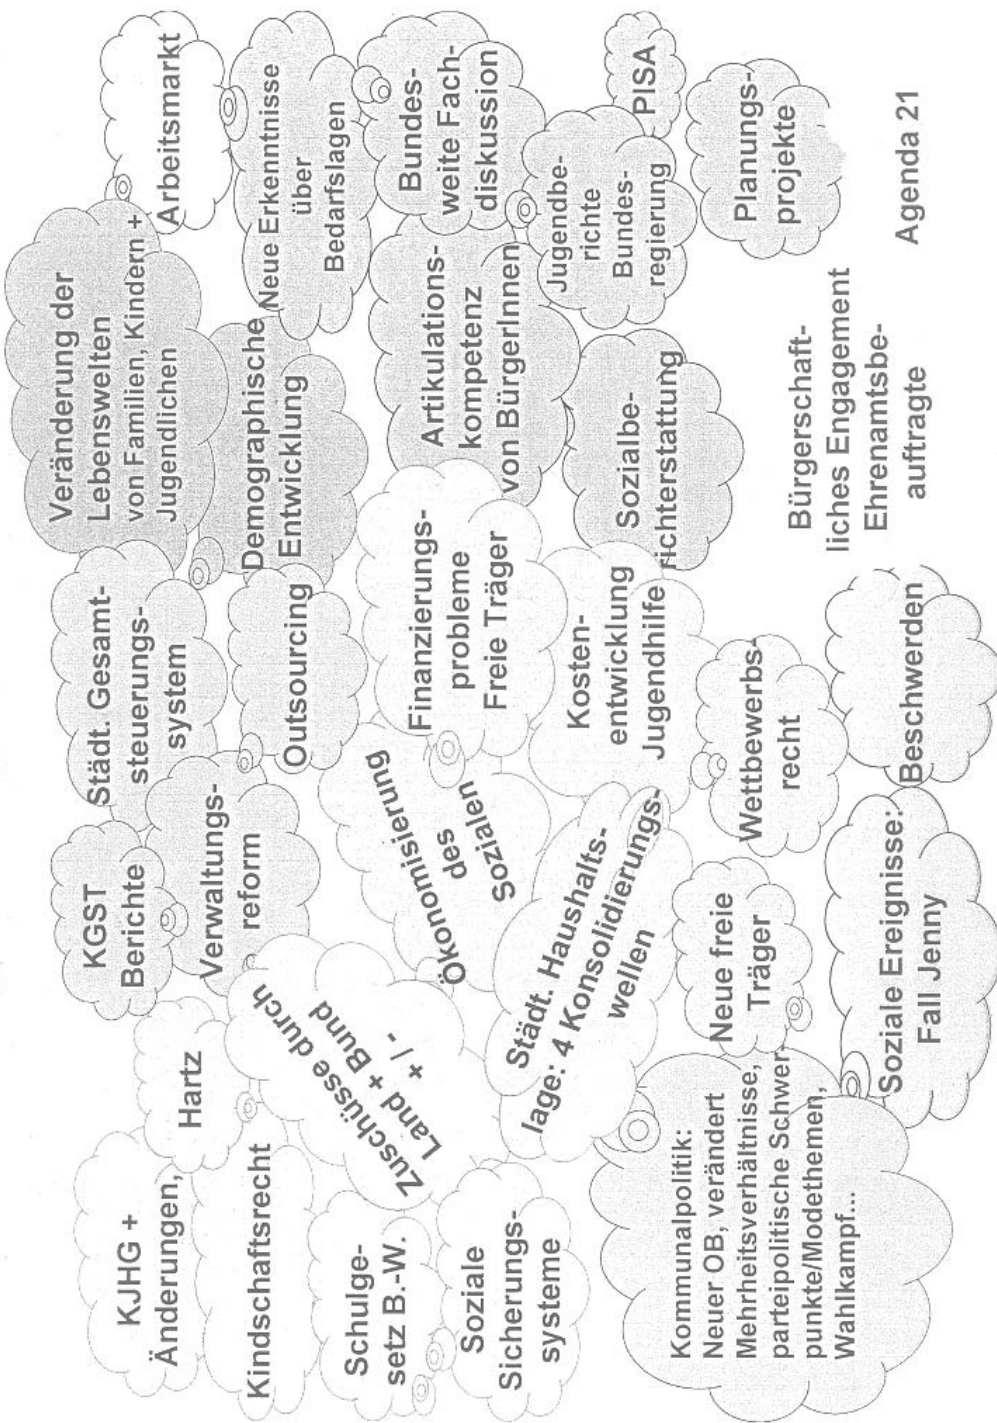 KJHG +
Änderungen,
Kindschaftsrecht
Schulge-
setz B.-W.
Soziale
Sicherungs-
systeme
Kommunalpolitik:
Neuer OB, verändert
Mehrheitsverhältnisse,
parteipolitische Schwer-
punkte/Modethemen,
Wahlkampf...
Hartz
Zuschüsse durch
Land + Bund
+ / -
KGST
Berichte
Verwaltungs-
reform
Ökonomisierung
des
Sozialen
Städt. Haushalts-
lage: 4 Konsolidierungs-
wellen
Neue freie
Träger
Soziale Ereignisse:
Fall Jenny
Städt. Gesamt-
steuerungs-
system
Outsourcing
Finanzierungs-
probleme
Freie Träger
Kosten-
entwicklung
Jugendhilfe
Wettbewerbs-
recht
Beschwerden
Veränderung der
Lebenswelten
von Familien, Kindern +
Jugendlichen
Demographische
Entwicklung
Artikulations-
kompetenz
von BürgerInnen
Sozialbe-
richterstattung
Bürgerschaft-
liches Engagement
Ehrenamtsbe-
auftragte
Arbeitsmarkt
Neue Erkenntnisse
über
Bedarfslagen
Bundes-
weite Fach-
diskussion
Jugendbe-
richte
Bundes-
regierung
PISA
Planungs-
projekte
Agenda 21